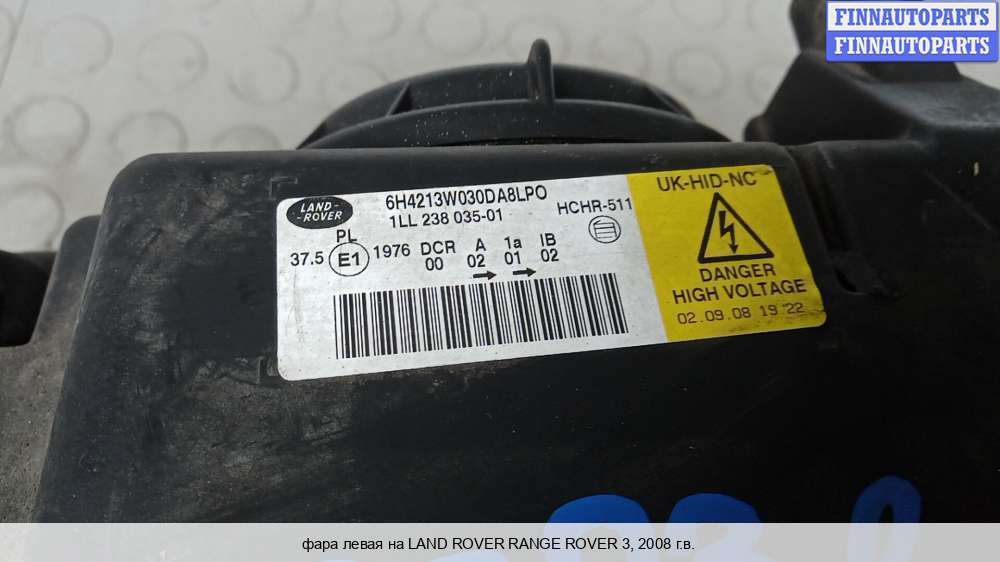 FINNAUTOPARTS
FINNAUTOPARTS
LAND-
ROVER
6H4213W030DA8LPO
1LL 238 035-01
HCHR-511
PL
37.5 E1 1976 DCR A 1a IB
00 02 01 02
UK-HID-NC
DANGER
HIGH VOLTAGE
02.09.08 19 22
фара левая на LAND ROVER RANGE ROVER 3, 2008 г.в.